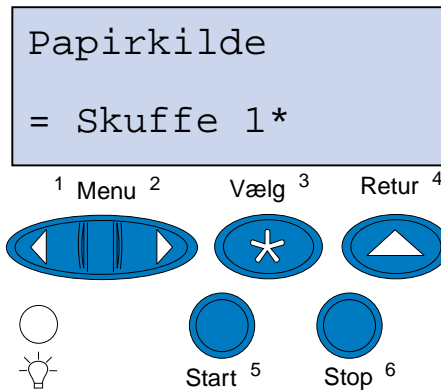 Papirkilde
= Skuffe 1*
1 Menu 2 Vælg 3 Retur 4
Start 5 Stop 6